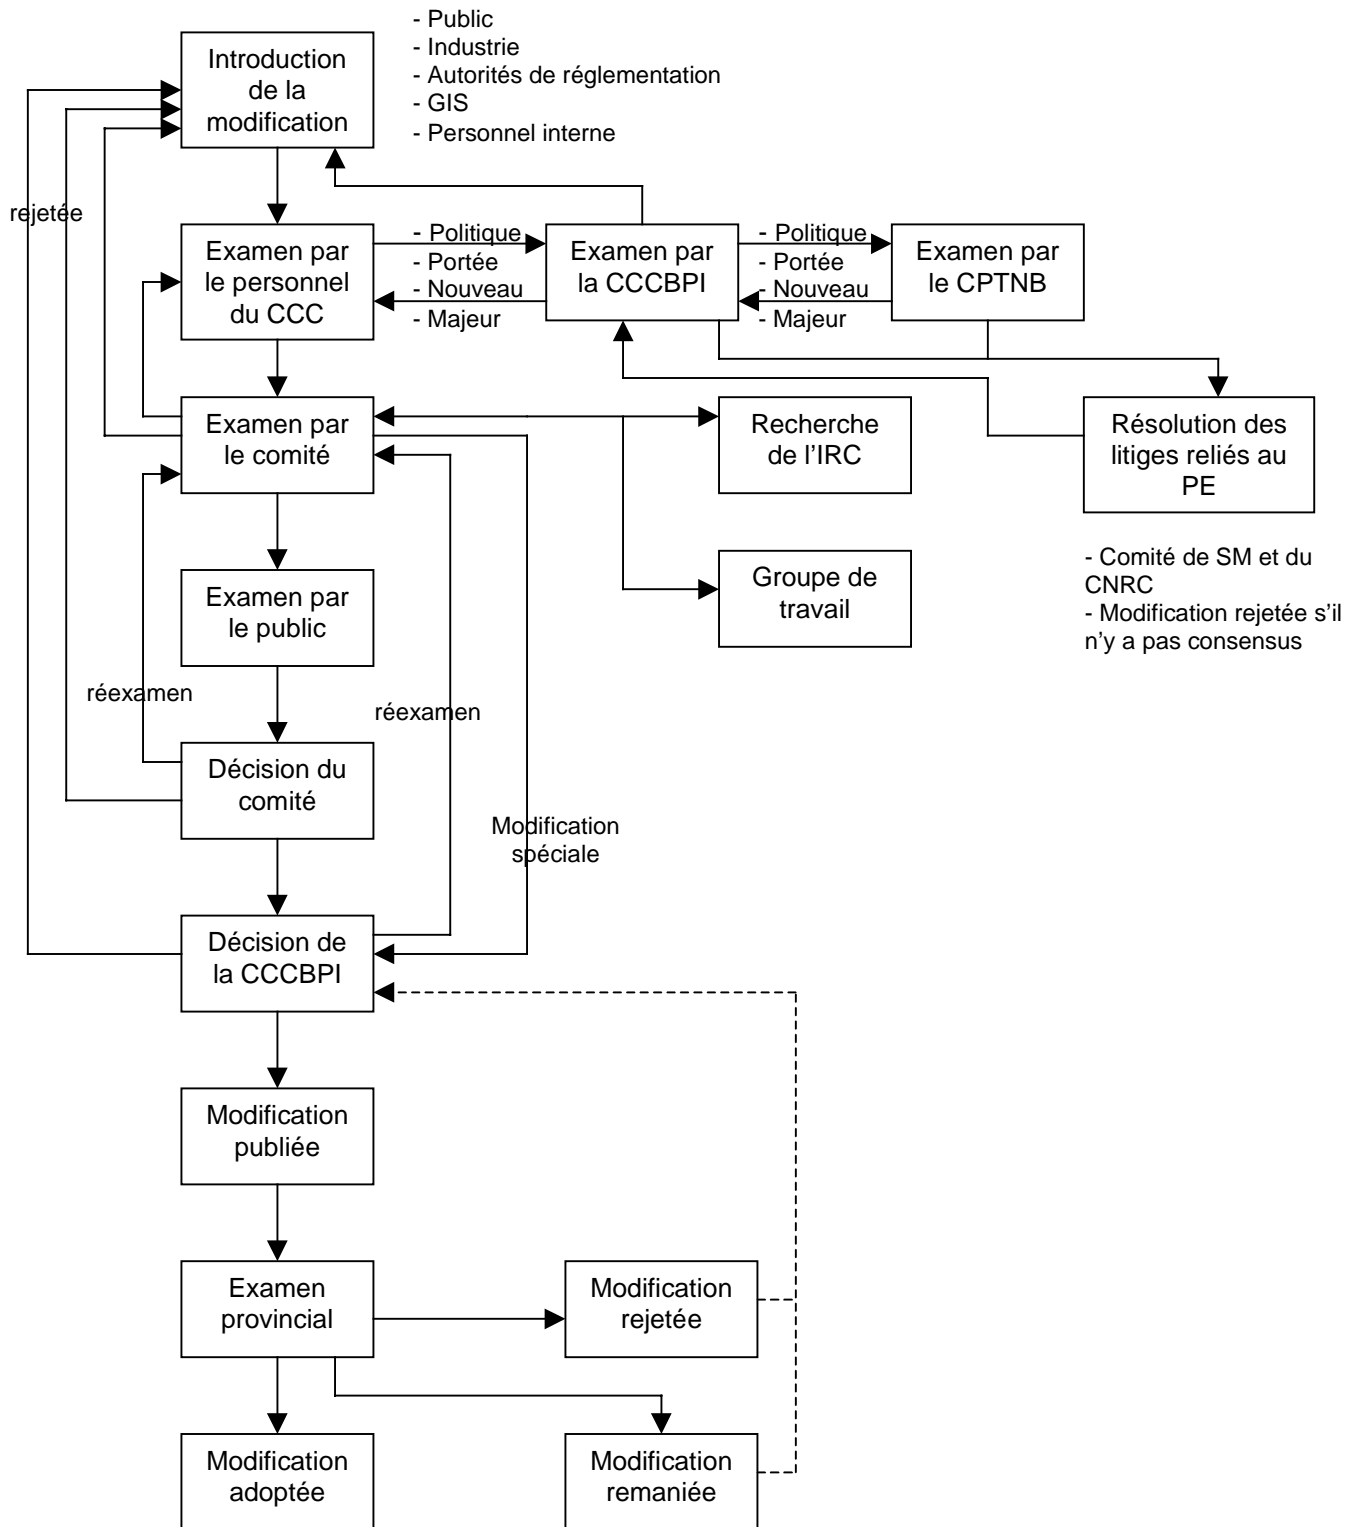 - Public
- Industrie
- Autorités de réglementation
- GIS
- Personnel interne
Introduction
de la
modification
rejetée
Examen par
le personnel
du CCC
- Politique
- Portée
- Nouveau
- Majeur
Examen par
la CCCBPI
- Politique
- Portée
- Nouveau
- Majeur
Examen par
le CPTNB
Examen par
le comité
Recherche
de l'IRC
Résolution des
litiges reliés au
PE
- Comité de SM et du
CNRC
- Modification rejetée s'il
n'y a pas consensus
Groupe de
travail
Examen par
le public
réexamen
réexamen
Décision du
comité
Modification
spéciale
Décision de
la CCCBPI
Modification
publiée
Examen
provincial
Modification
rejetée
Modification
adoptée
Modification
remaniée